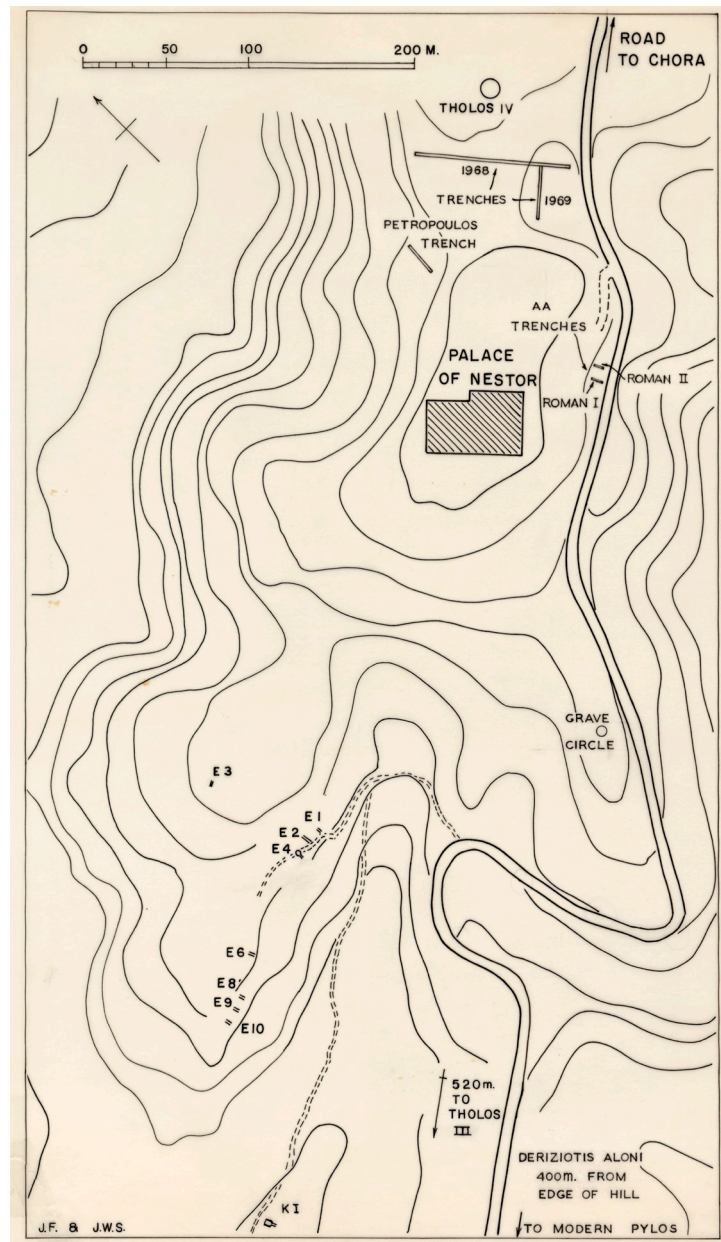 0 50 100 200 M.
ROAD
TO CHORA
THOLOS IV
1968
TRENCHES
1969
PETROPOULOS
TRENCH
AA
TRENCHES
PALACE
OF NESTOR
ROMAN II
ROMAN I
GRAVE
CIRCLE
E3
E1
E2
E4
E6
E8
E9
E10
520m.
TO
THOLOS
III
DERIZIOTIS ALONI
400m. FROM
EDGE OF HILL
K I
J.F. & J.W.S.
TO MODERN PYLOS